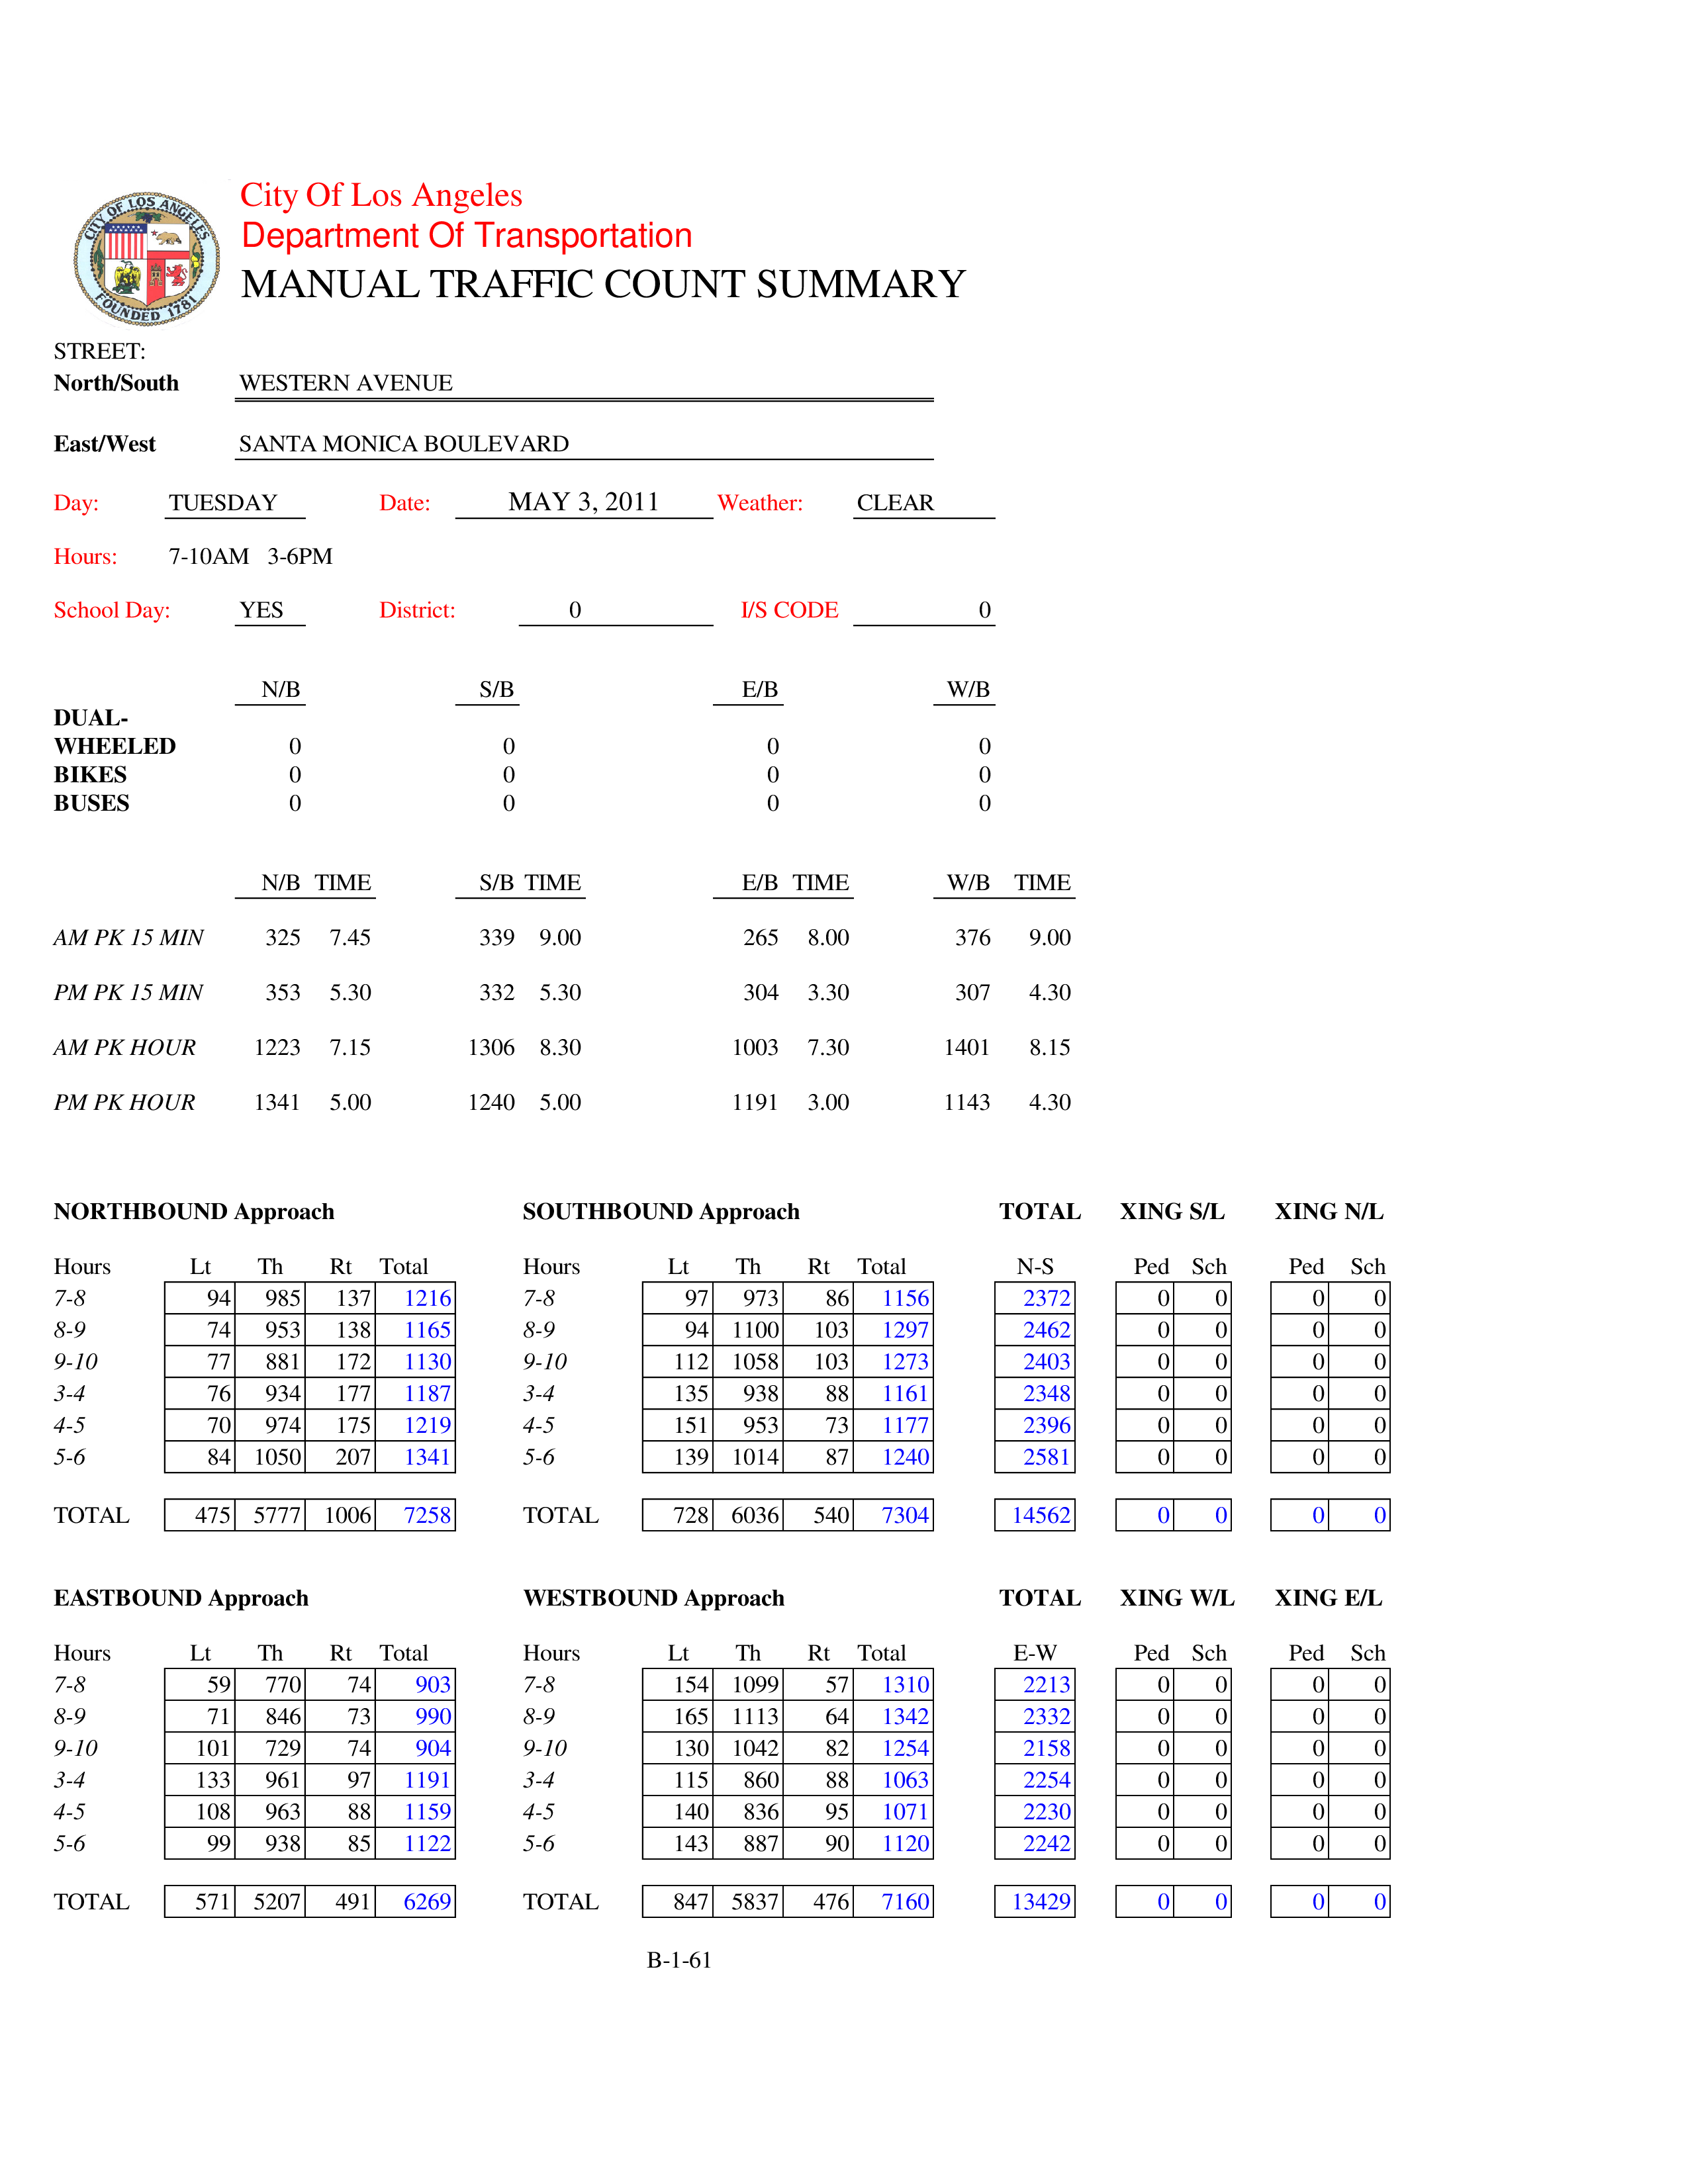 CITY OF LOS ANGELES
FOUNDED 1781
City Of Los Angeles
Department Of Transportation
MANUAL TRAFFIC COUNT SUMMARY
STREET:
North/South WESTERN AVENUE
East/West SANTA MONICA BOULEVARD
Day: TUESDAY Date: MAY 3, 2011 Weather: CLEAR
Hours: 7-10AM 3-6PM
School Day: YES District: 0 I/S CODE 0
N/B S/B E/B W/B
DUAL-
WHEELED 0 0 0 0
BIKES 0 0 0 0
BUSES 0 0 0 0
N/B TIME S/B TIME E/B TIME W/B TIME
AM PK 15 MIN 325 7.45 339 9.00 265 8.00 376 9.00
PM PK 15 MIN 353 5.30 332 5.30 304 3.30 307 4.30
AM PK HOUR 1223 7.15 1306 8.30 1003 7.30 1401 8.15
PM PK HOUR 1341 5.00 1240 5.00 1191 3.00 1143 4.30
NORTHBOUND Approach SOUTHBOUND Approach TOTAL XING S/L XING N/L
Hours Lt Th Rt Total Hours Lt Th Rt Total N-S Ped Sch Ped Sch
7-8 94 985 137 1216 7-8 97 973 86 1156 2372 0 0 0 0
8-9 74 953 138 1165 8-9 94 1100 103 1297 2462 0 0 0 0
9-10 77 881 172 1130 9-10 112 1058 103 1273 2403 0 0 0 0
3-4 76 934 177 1187 3-4 135 938 88 1161 2348 0 0 0 0
4-5 70 974 175 1219 4-5 151 953 73 1177 2396 0 0 0 0
5-6 84 1050 207 1341 5-6 139 1014 87 1240 2581 0 0 0 0
TOTAL 475 5777 1006 7258 TOTAL 728 6036 540 7304 14562 0 0 0 0
EASTBOUND Approach WESTBOUND Approach TOTAL XING W/L XING E/L
Hours Lt Th Rt Total Hours Lt Th Rt Total E-W Ped Sch Ped Sch
7-8 59 770 74 903 7-8 154 1099 57 1310 2213 0 0 0 0
8-9 71 846 73 990 8-9 165 1113 64 1342 2332 0 0 0 0
9-10 101 729 74 904 9-10 130 1042 82 1254 2158 0 0 0 0
3-4 133 961 97 1191 3-4 115 860 88 1063 2254 0 0 0 0
4-5 108 963 88 1159 4-5 140 836 95 1071 2230 0 0 0 0
5-6 99 938 85 1122 5-6 143 887 90 1120 2242 0 0 0 0
TOTAL 571 5207 491 6269 TOTAL 847 5837 476 7160 13429 0 0 0 0
B-1-61